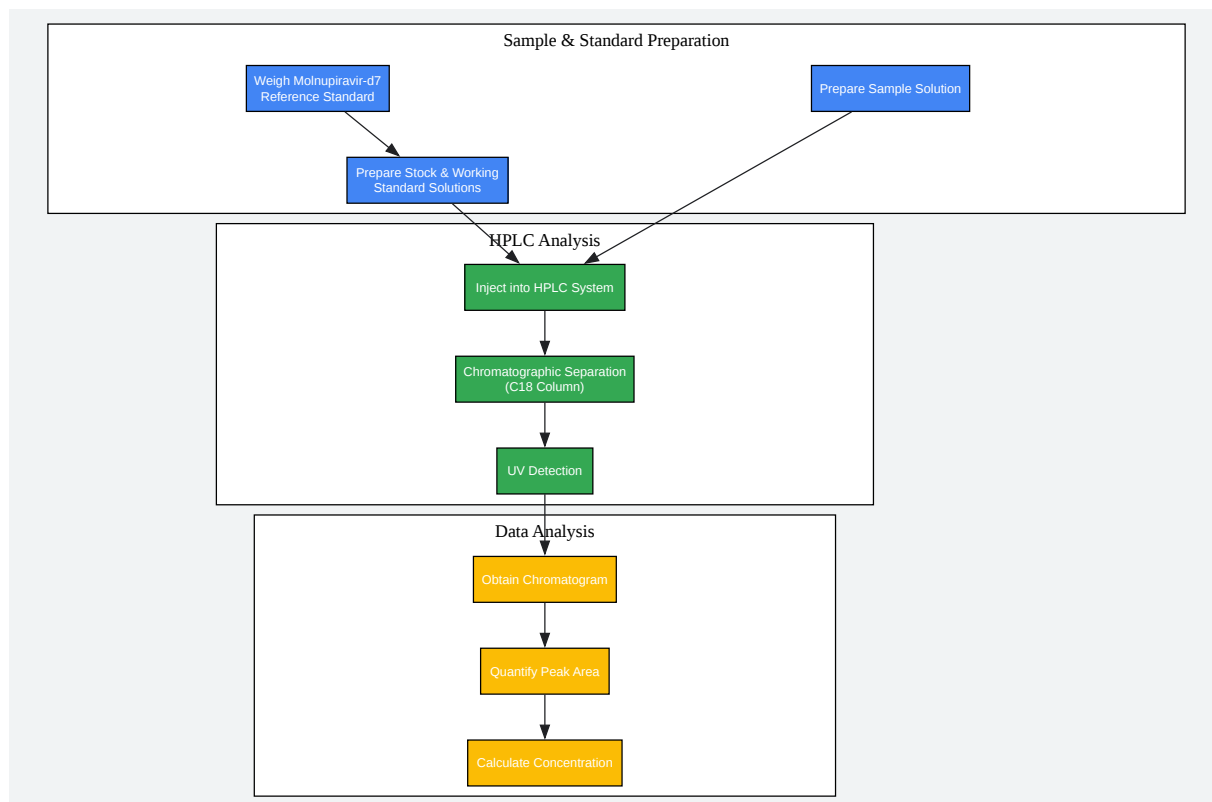 Sample & Standard Preparation
Weigh Molnupiravir-d7
Reference Standard
Prepare Sample Solution
Prepare Stock & Working
Standard Solutions
HPLC Analysis
Inject into HPLC System
Chromatographic Separation
(C18 Column)
UV Detection
Data Analysis
Obtain Chromatogram
Quantify Peak Area
Calculate Concentration